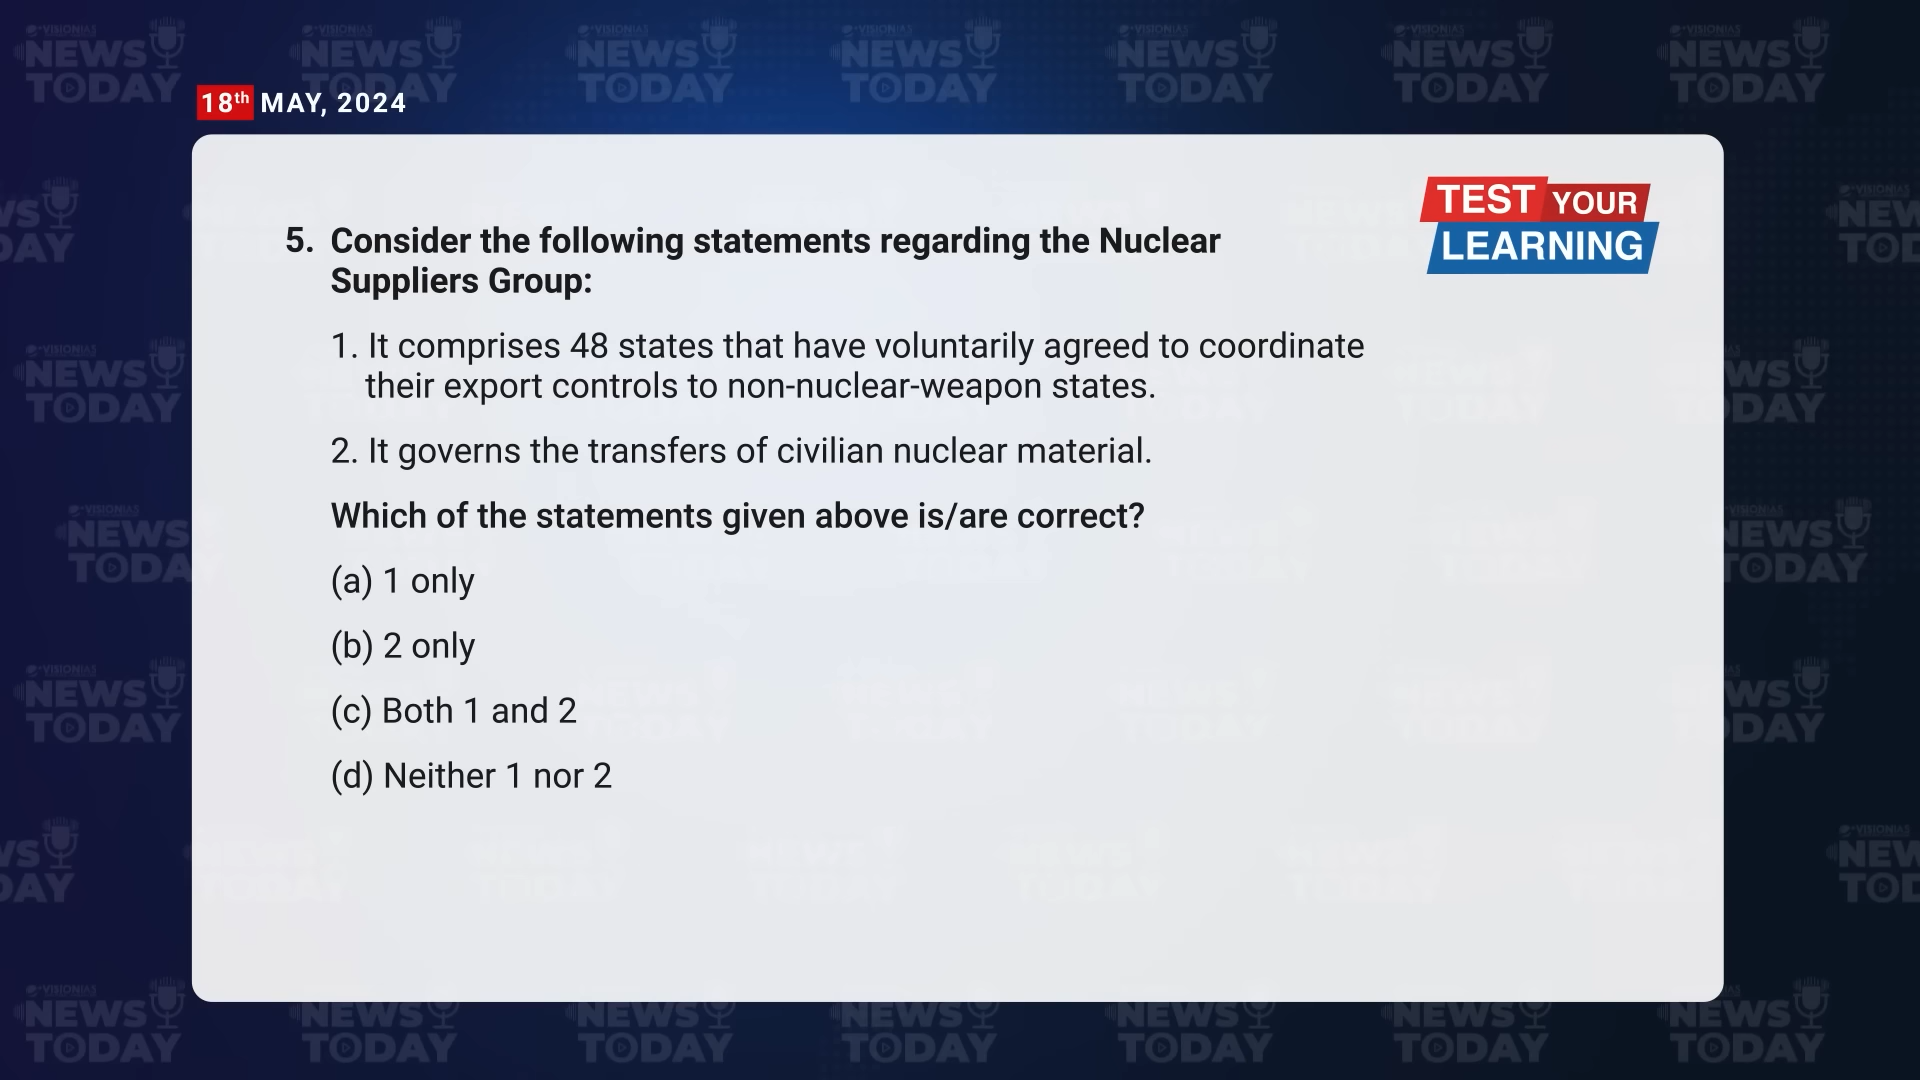 18th MAY, 2024
TEST YOUR
LEARNING
5. Consider the following statements regarding the Nuclear
Suppliers Group:
1. It comprises 48 states that have voluntarily agreed to coordinate
their export controls to non-nuclear-weapon states.
2. It governs the transfers of civilian nuclear material.
Which of the statements given above is/are correct?
(a) 1 only
(b) 2 only
(c) Both 1 and 2
(d) Neither 1 nor 2
VISIONIAS
NEWS
TODAY